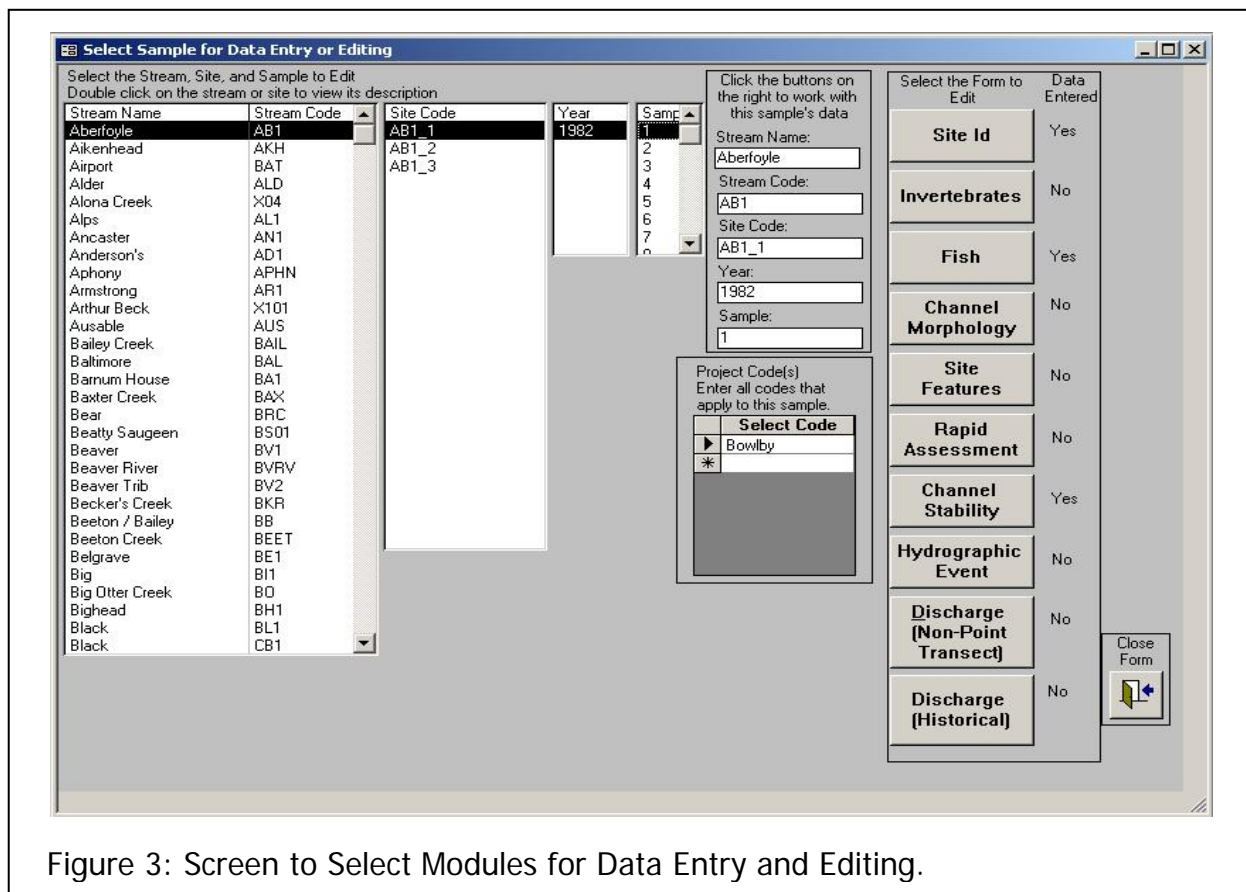 Select Sample for Data Entry or Editing
Select the Stream, Site, and Sample to Edit
Double click on the stream or site to view its description
Stream Name Stream Code
Aberfoyle AB1
Aikenhead AKH
Airport BAT
Alder ALD
Alona Creek X04
Alps AL1
Ancaster AN1
Anderson's AD1
Aphony APHN
Armstrong AR1
Arthur Beck X101
Ausable AUS
Bailey Creek BAIL
Baltimore BAL
Barnum House BA1
Baxter Creek BAX
Bear BRC
Beatty Saugeen BS01
Beaver BV1
Beaver River BVRV
Beaver Trib BV2
Becker's Creek BKR
Beeton / Bailey BB
Beeton Creek BEET
Belgrave BE1
Big BI1
Big Otter Creek BO
Bighead BH1
Black BL1
Black CB1
Site Code
AB1_1
AB1_2
AB1_3
Year
1982
Samp
1
2
3
4
5
6
7
Click the buttons on
the right to work with
this sample's data
Stream Name:
Aberfoyle
Stream Code:
AB1
Site Code:
AB1_1
Year:
1982
Sample:
1
Project Code(s)
Enter all codes that
apply to this sample.
Select Code
Bowlby
Select the Form to
Edit
Data
Entered
Site Id Yes
Invertebrates No
Fish Yes
Channel
Morphology No
Site
Features No
Rapid
Assessment No
Channel
Stability Yes
Hydrographic
Event No
Discharge
(Non-Point
Transect) No
Discharge
(Historical) No
Close
Form
Figure 3: Screen to Select Modules for Data Entry and Editing.